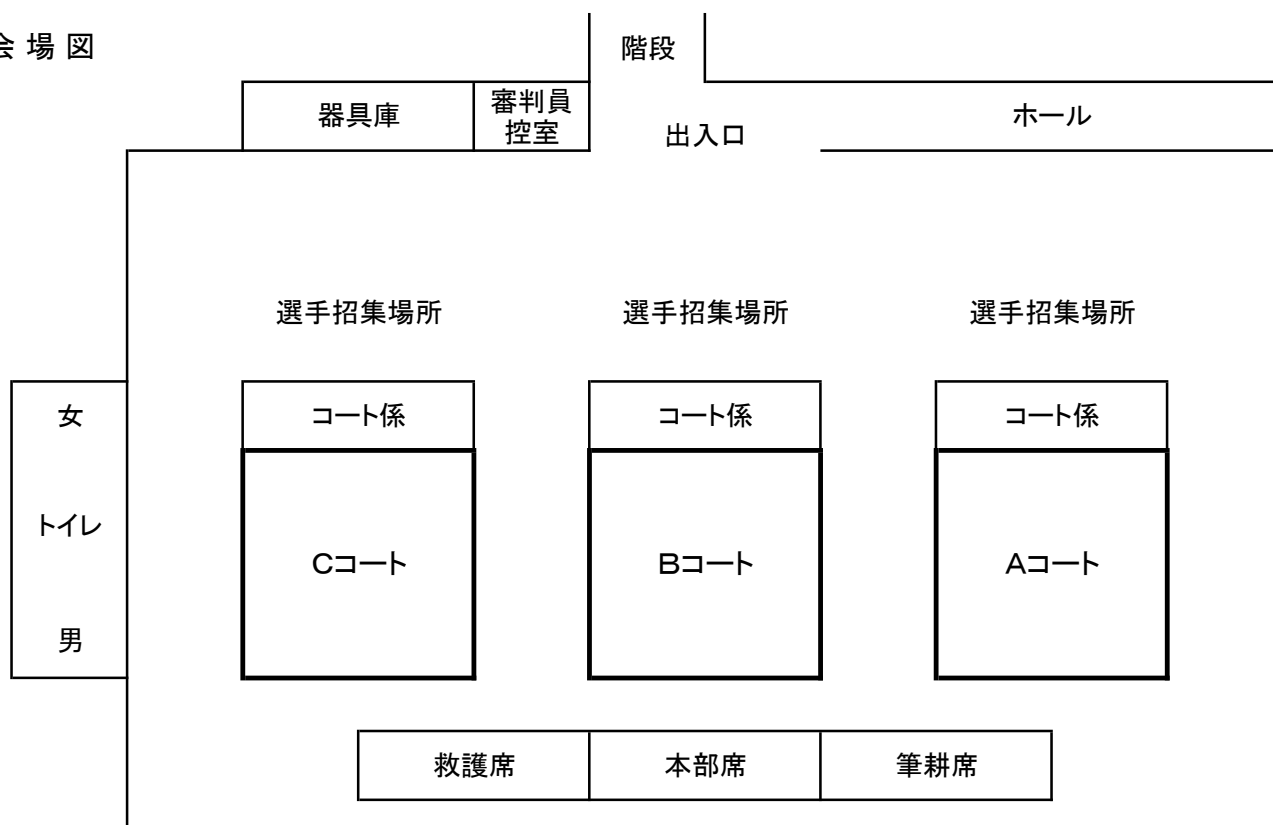 会 場 図
階段
器具庫
審判員
控室
出入口
ホール
選手招集場所
選手招集場所
選手招集場所
女
コート係
コート係
コート係
トイレ
Cコート
Bコート
Aコート
男
救護席
本部席
筆耕席